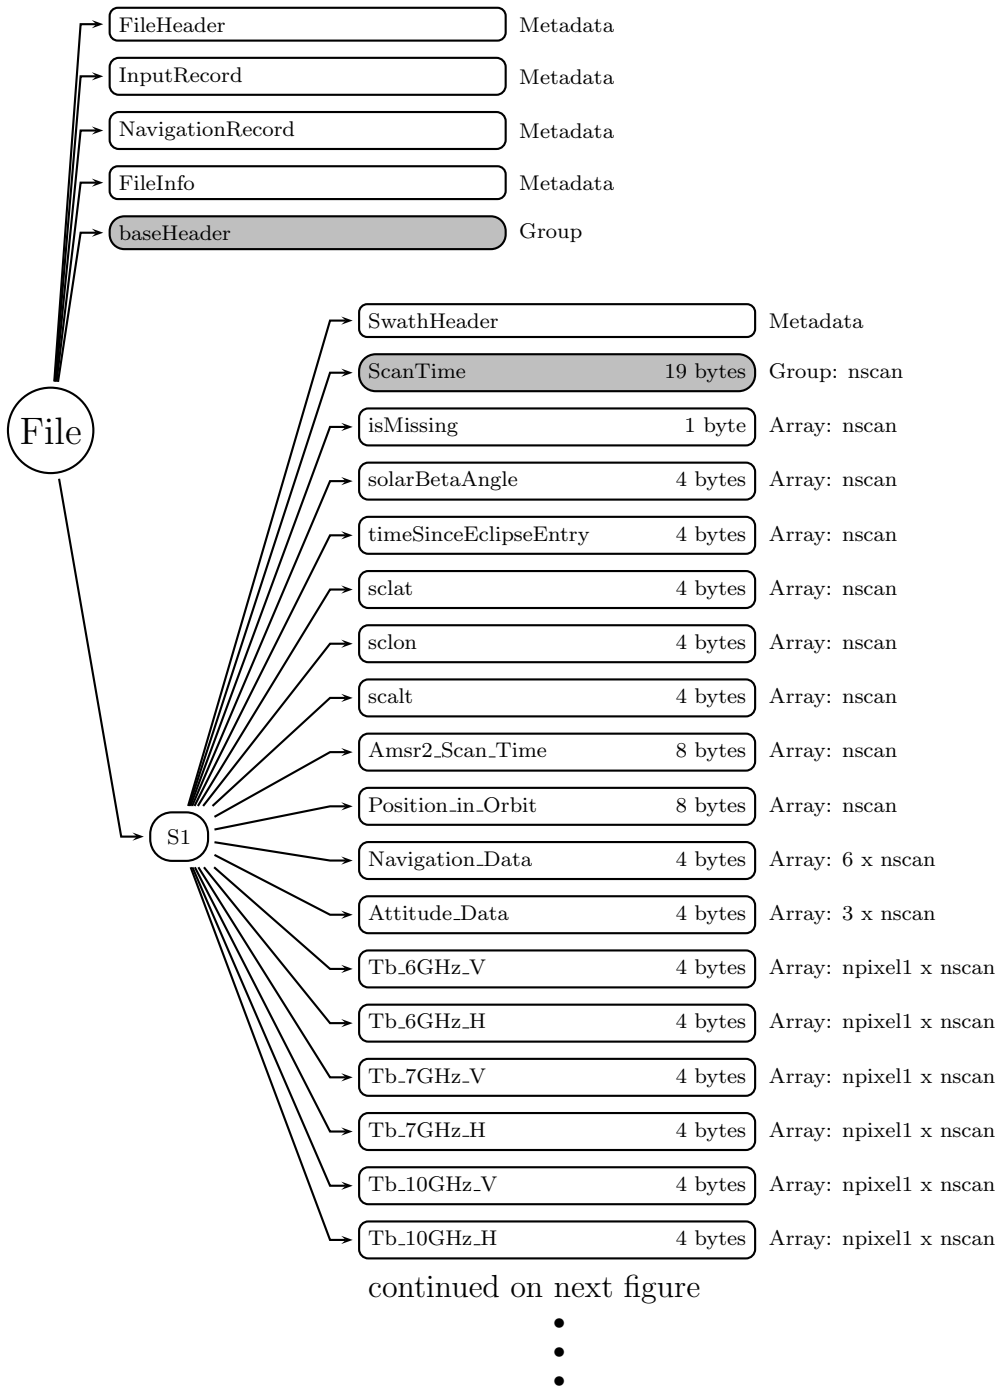 FileHeader Metadata
InputRecord Metadata
NavigationRecord Metadata
FileInfo Metadata
baseHeader Group
SwathHeader Metadata
ScanTime 19 bytes Group: nscan
isMissing 1 byte Array: nscan
File
solarBetaAngle 4 bytes Array: nscan
timeSinceEclipseEntry 4 bytes Array: nscan
sclat 4 bytes Array: nscan
sclon 4 bytes Array: nscan
scalt 4 bytes Array: nscan
Amsr2_Scan_Time 8 bytes Array: nscan
Position_in_Orbit 8 bytes Array: nscan
S1
Navigation_Data 4 bytes Array: 6 x nscan
Attitude_Data 4 bytes Array: 3 x nscan
Tb_6GHz_V 4 bytes Array: npixel1 x nscan
Tb_6GHz_H 4 bytes Array: npixel1 x nscan
Tb_7GHz_V 4 bytes Array: npixel1 x nscan
Tb_7GHz_H 4 bytes Array: npixel1 x nscan
Tb_10GHz_V 4 bytes Array: npixel1 x nscan
Tb_10GHz_H 4 bytes Array: npixel1 x nscan
continued on next figure